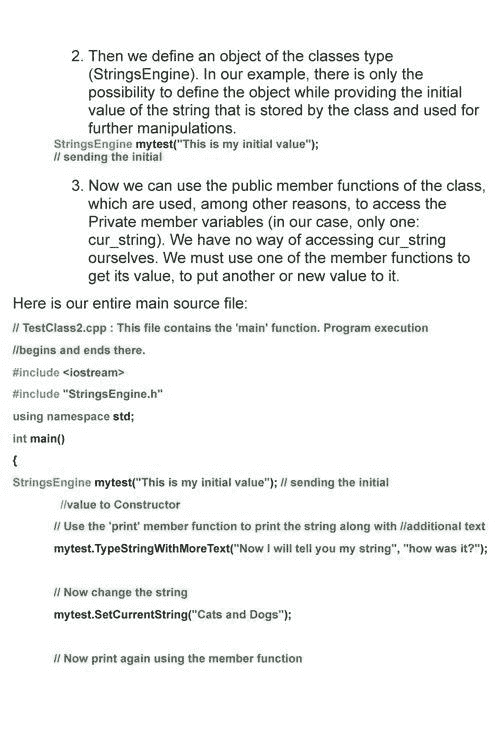 2. Then we define an object of the classes type
(StringsEngine). In our example, there is only the
possibility to define the object while providing the initial
value of the string that is stored by the class and used for
further manipulations.
StringsEngine mytest("This is my initial value");
// sending the initial
3. Now we can use the public member functions of the class,
which are used, among other reasons, to access the
Private member variables (in our case, only one:
cur_string). We have no way of accessing cur_string
ourselves. We must use one of the member functions to
get its value, to put another or new value to it.
Here is our entire main source file:
// TestClass2.cpp : This file contains the 'main' function. Program execution
//begins and ends there.
#include <iostream>
#include "StringsEngine.h"
using namespace std;
int main()
{
StringsEngine mytest("This is my initial value"); // sending the initial
//value to Constructor
// Use the 'print' member function to print the string along with //additional text
mytest.TypeStringWithMoreText("Now I will tell you my string", "how was it?");
// Now change the string
mytest.SetCurrentString("Cats and Dogs");
// Now print again using the member function